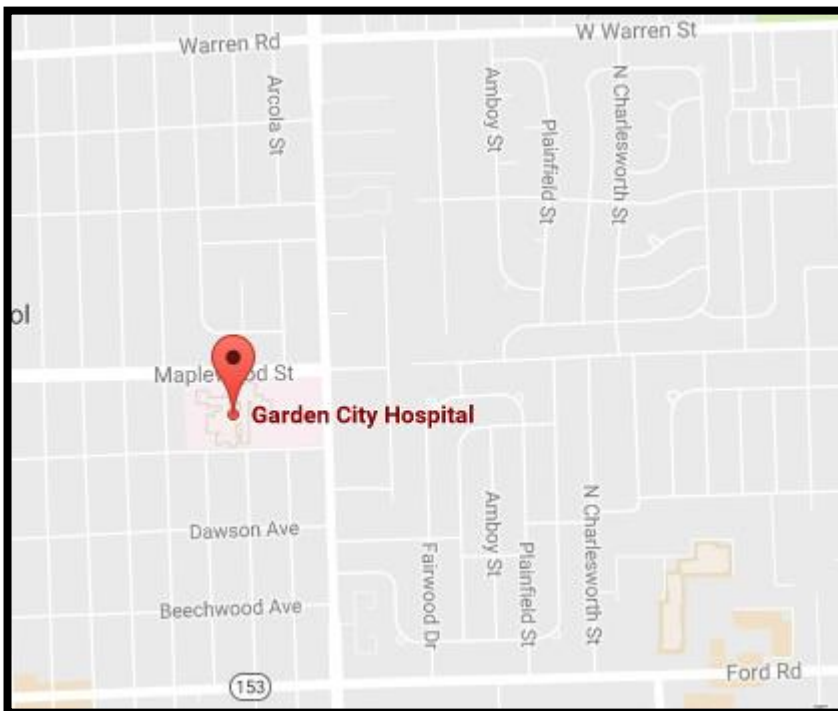 Warren Rd
W Warren St
Arcola St
Amboy St
Plainfield St
N Charlesworth St
ol
Maplewood St
Garden City Hospital
Dawson Ave
Beechwood Ave
Fairwood Dr
Amboy St
Plainfield St
N Charlesworth St
153
Ford Rd